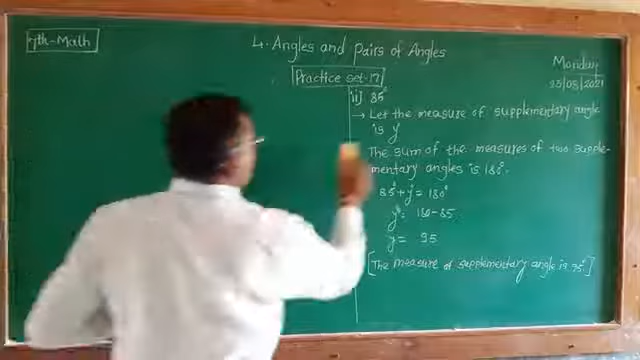 7th-Math
4. Angles and Pairs of Angles
Practice Set-17
Monday
ii] 85°
→ Let the measure of supplementary angle
is y°
The sum of the measures of two supple-
mentary angles is 180°.
85° + y° = 180°
y° = 180 - 85
y = 95
[The measure of supplementary angle is 95°]